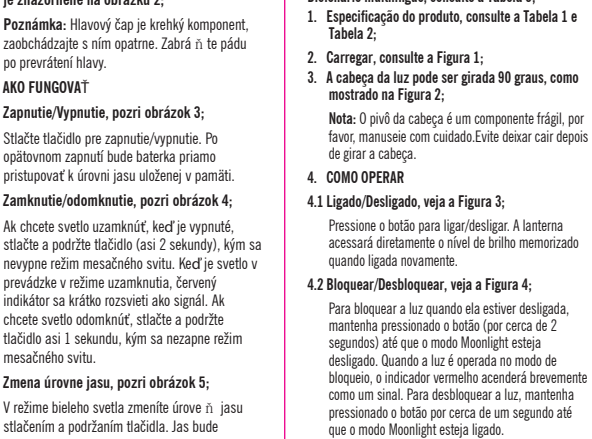 je znázornené na obrázku 2;
Poznámka: Hlavový čap je krehký komponent,
zaobchádzajte s ním opatrne. Zabrá ň te pádu
po prevrátení hlavy.
AKO FUNGOVAŤ
Zapnutie/Vypnutie, pozri obrázok 3;
Stlačte tlačidlo pre zapnutie/vypnutie. Po
opätovnom zapnutí bude baterka priamo
pristupovať k úrovni jasu uloženej v pamäti.
Zamknutie/odomknutie, pozri obrázok 4;
Ak chcete svetlo uzamknúť, keď je vypnuté,
stlačte a podržte tlačidlo (asi 2 sekundy), kým sa
nevypne režim mesačného svitu. Keď je svetlo v
prevádzke v režime uzamknutia, červený
indikátor sa krátko rozsvieti ako signál. Ak
chcete svetlo odomknúť, stlačte a podržte
tlačidlo asi 1 sekundu, kým sa nezapne režim
mesačného svitu.
Zmena úrovne jasu, pozri obrázok 5;
V režime bieleho svetla zmeníte úrove ň jasu
stlačením a podržaním tlačidla. Jas bude
1. Especificação do produto, consulte a Tabela 1 e
Tabela 2;
2. Carregar, consulte a Figura 1;
3. A cabeça da luz pode ser girada 90 graus, como
mostrado na Figura 2;
Nota: O pivô da cabeça é um componente frágil, por
favor, manuseie com cuidado.Evite deixar cair depois
de girar a cabeça.
4. COMO OPERAR
4.1 Ligado/Desligado, veja a Figura 3;
Pressione o botão para ligar/desligar. A lanterna
acessará diretamente o nível de brilho memorizado
quando ligada novamente.
4.2 Bloquear/Desbloquear, veja a Figura 4;
Para bloquear a luz quando ela estiver desligada,
mantenha pressionado o botão (por cerca de 2
segundos) até que o modo Moonlight esteja
desligado. Quando a luz é operada no modo de
bloqueio, o indicador vermelho acenderá brevemente
como um sinal. Para desbloquear a luz, mantenha
pressionado o botão por cerca de um segundo até
que o modo Moonlight esteja ligado.